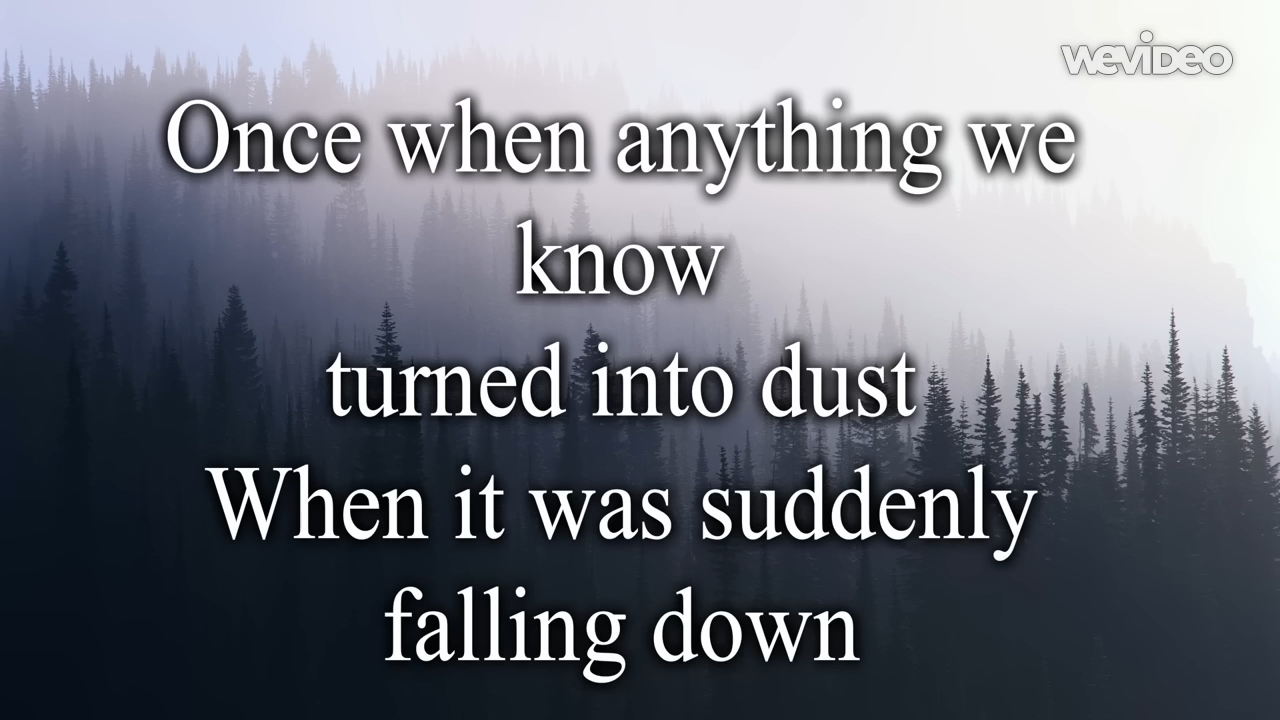 WEVIDEO
Once when anything we
know
turned into dust
When it was suddenly
falling down